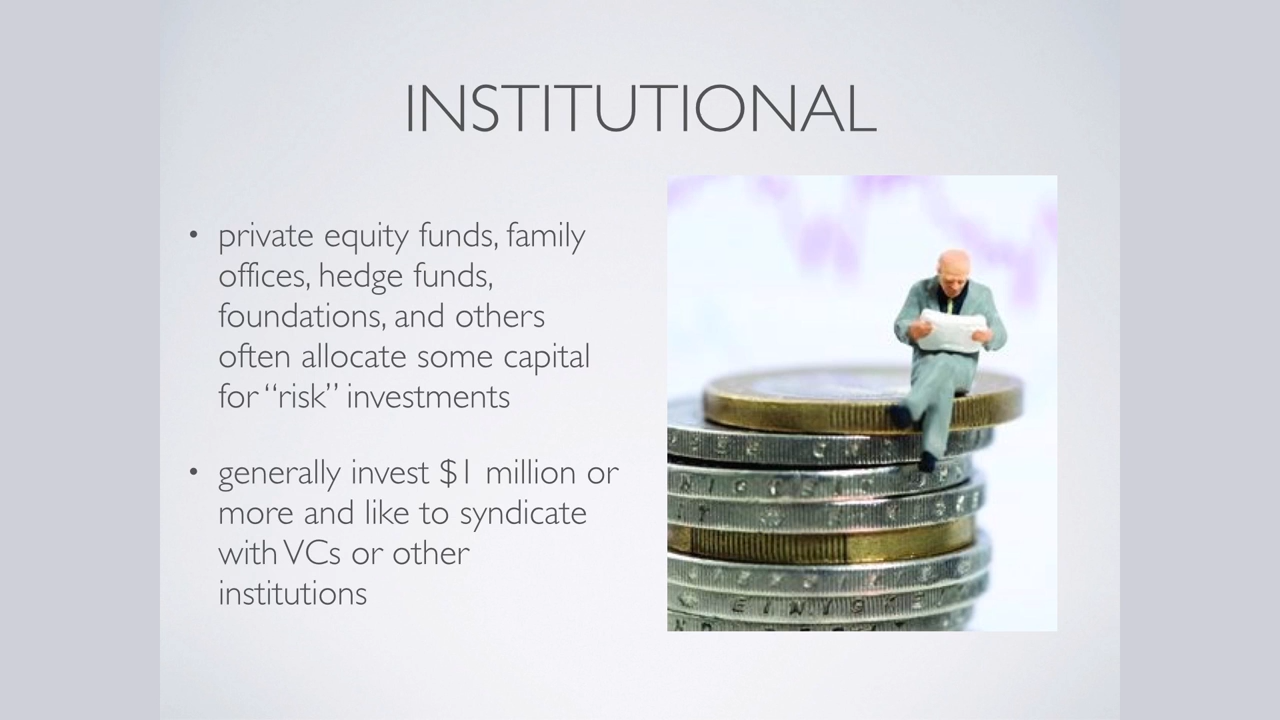 INSTITUTIONAL
• private equity funds, family
offices, hedge funds,
foundations, and others
often allocate some capital
for “risk” investments
• generally invest $1 million or
more and like to syndicate
with VCs or other
institutions